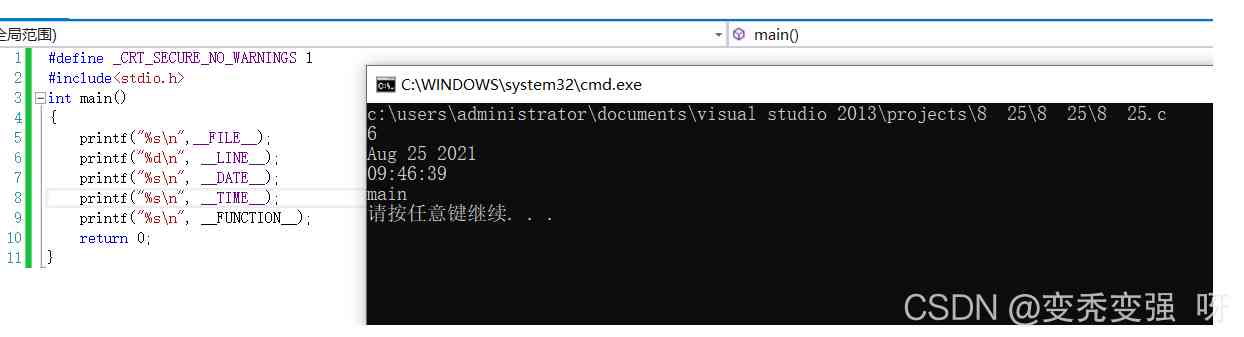 全局范围)
main()
1 #define _CRT_SECURE_NO_WARNINGS 1
2 #include<stdio.h>
3 int main()
4 {
5 printf("%s\n",__FILE__);
6 printf("%d\n", __LINE__);
7 printf("%s\n", __DATE__);
8 printf("%s\n", __TIME__);
9 printf("%s\n", __FUNCTION__);
10 return 0;
11 }
C:\WINDOWS\system32\cmd.exe
c:\users\administrator\documents\visual studio 2013\projects\8  25\8  25\8  25.c
6
Aug 25 2021
09:46:39
main
请按任意键继续. . .
CSDN @变秃变强 呀